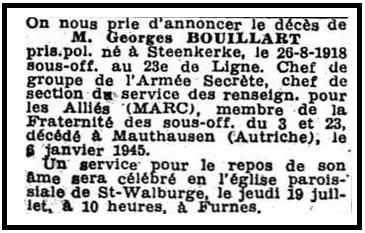 On nous prie d'annoncer le décès de
M. Georges BOUILLART
pris.pol. né à Steenkerke, le 26-8-1918
sous-off. au 23e de Ligne. Chef de
groupe de l'Armée Secrète, chef de
section du service des renseign. pour
les Alliés (MARC), membre de la
Fraternité des sous-off. du 3 et 23,
décédé à Mauthausen (Autriche), le
6 janvier 1945.
Un service pour le repos de son
âme sera célébré en l'église parois-
siale de St-Walburge, le jeudi 19 juil-
let, à 10 heures, à Furnes.